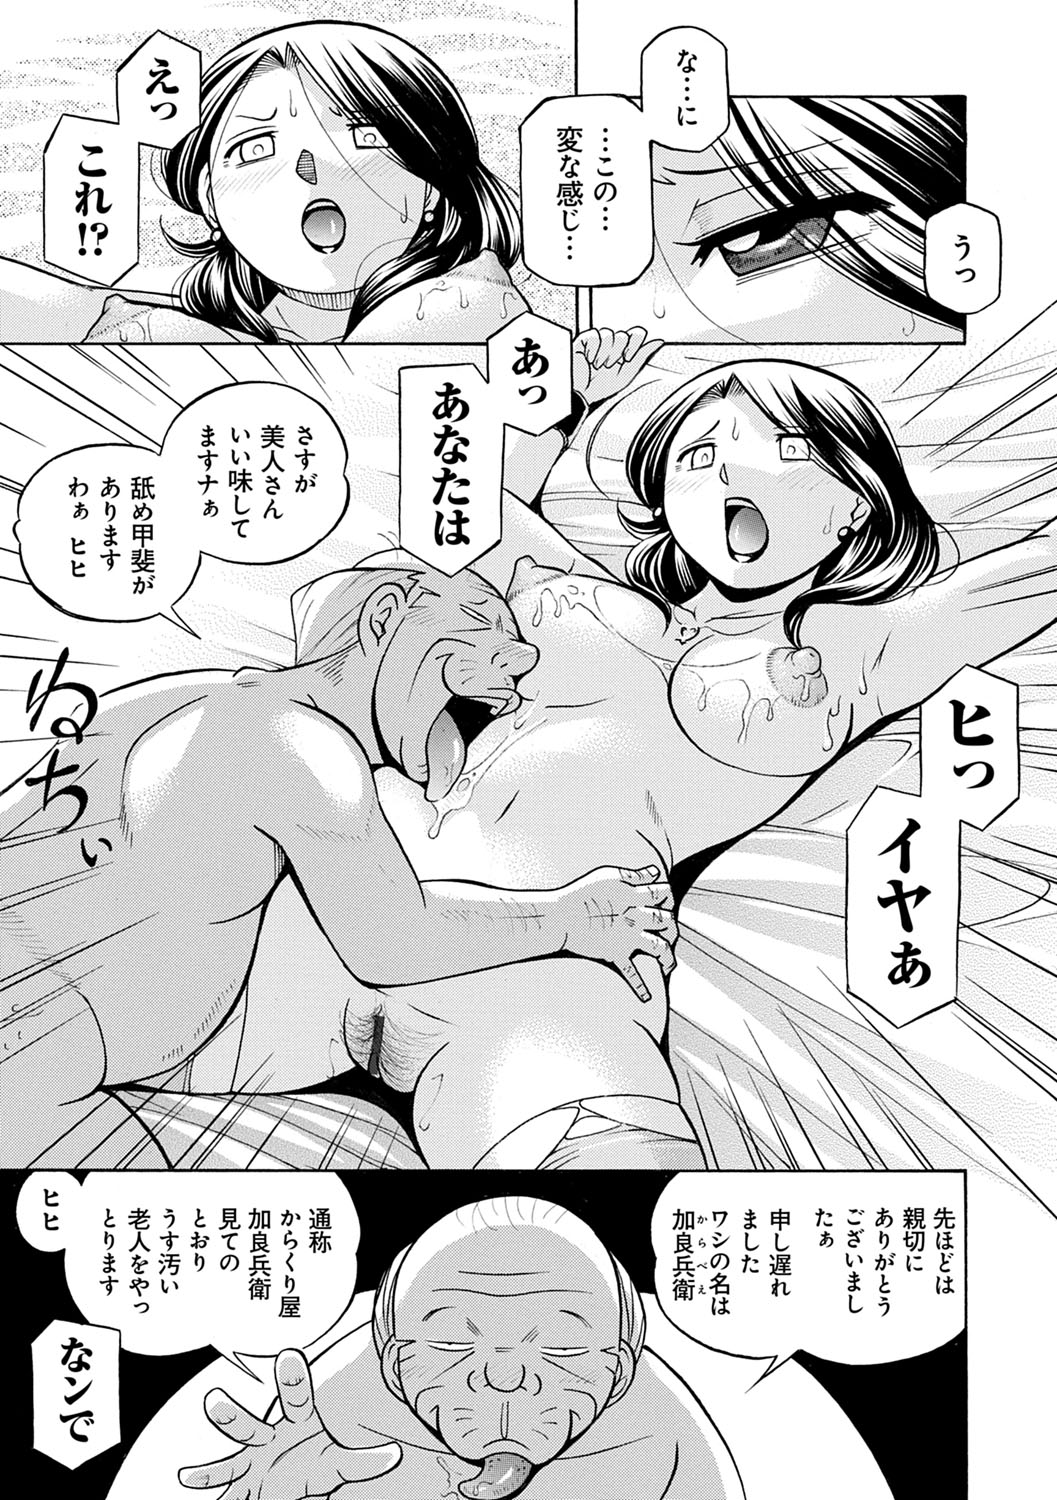 うっ
な…に
…この…
変な感じ…
えっ
これ!?
あっ
あなたは
さすが
美人さん
いい味して
ますナぁ
舐め甲斐が
あります
わぁ ヒヒ
ヒっ
イヤぁ
ねちぃ
先ほどは
親切に
ありがとう
ございまし
たぁ
申し遅れ
ました
ワシの名は
加良兵衛
からべえ
通称
からくり屋
加良兵衛
見ての
とおり
うす汚い
老人をやっ
とります
ヒヒ
なンで